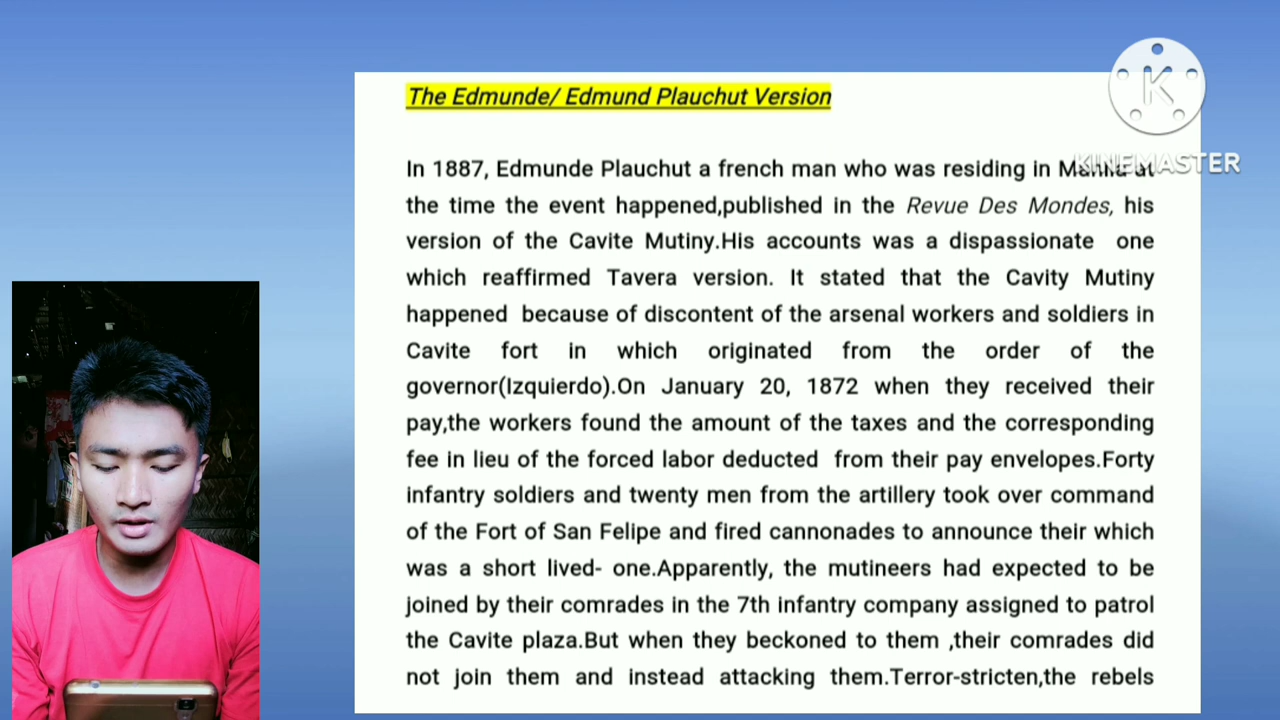 The Edmunde/ Edmund Plauchut Version
In 1887, Edmunde Plauchut a french man who was residing in Manila at
the time the event happened,published in the Revue Des Mondes, his
version of the Cavite Mutiny.His accounts was a dispassionate one
which reaffirmed Tavera version. It stated that the Cavity Mutiny
happened because of discontent of the arsenal workers and soldiers in
Cavite fort in which originated from the order of the
governor(Izquierdo).On January 20, 1872 when they received their
pay,the workers found the amount of the taxes and the corresponding
fee in lieu of the forced labor deducted from their pay envelopes.Forty
infantry soldiers and twenty men from the artillery took over command
of the Fort of San Felipe and fired cannonades to announce their which
was a short lived- one.Apparently, the mutineers had expected to be
joined by their comrades in the 7th infantry company assigned to patrol
the Cavite plaza.But when they beckoned to them ,their comrades did
not join them and instead attacking them.Terror-stricten,the rebels
K
KINEMASTER